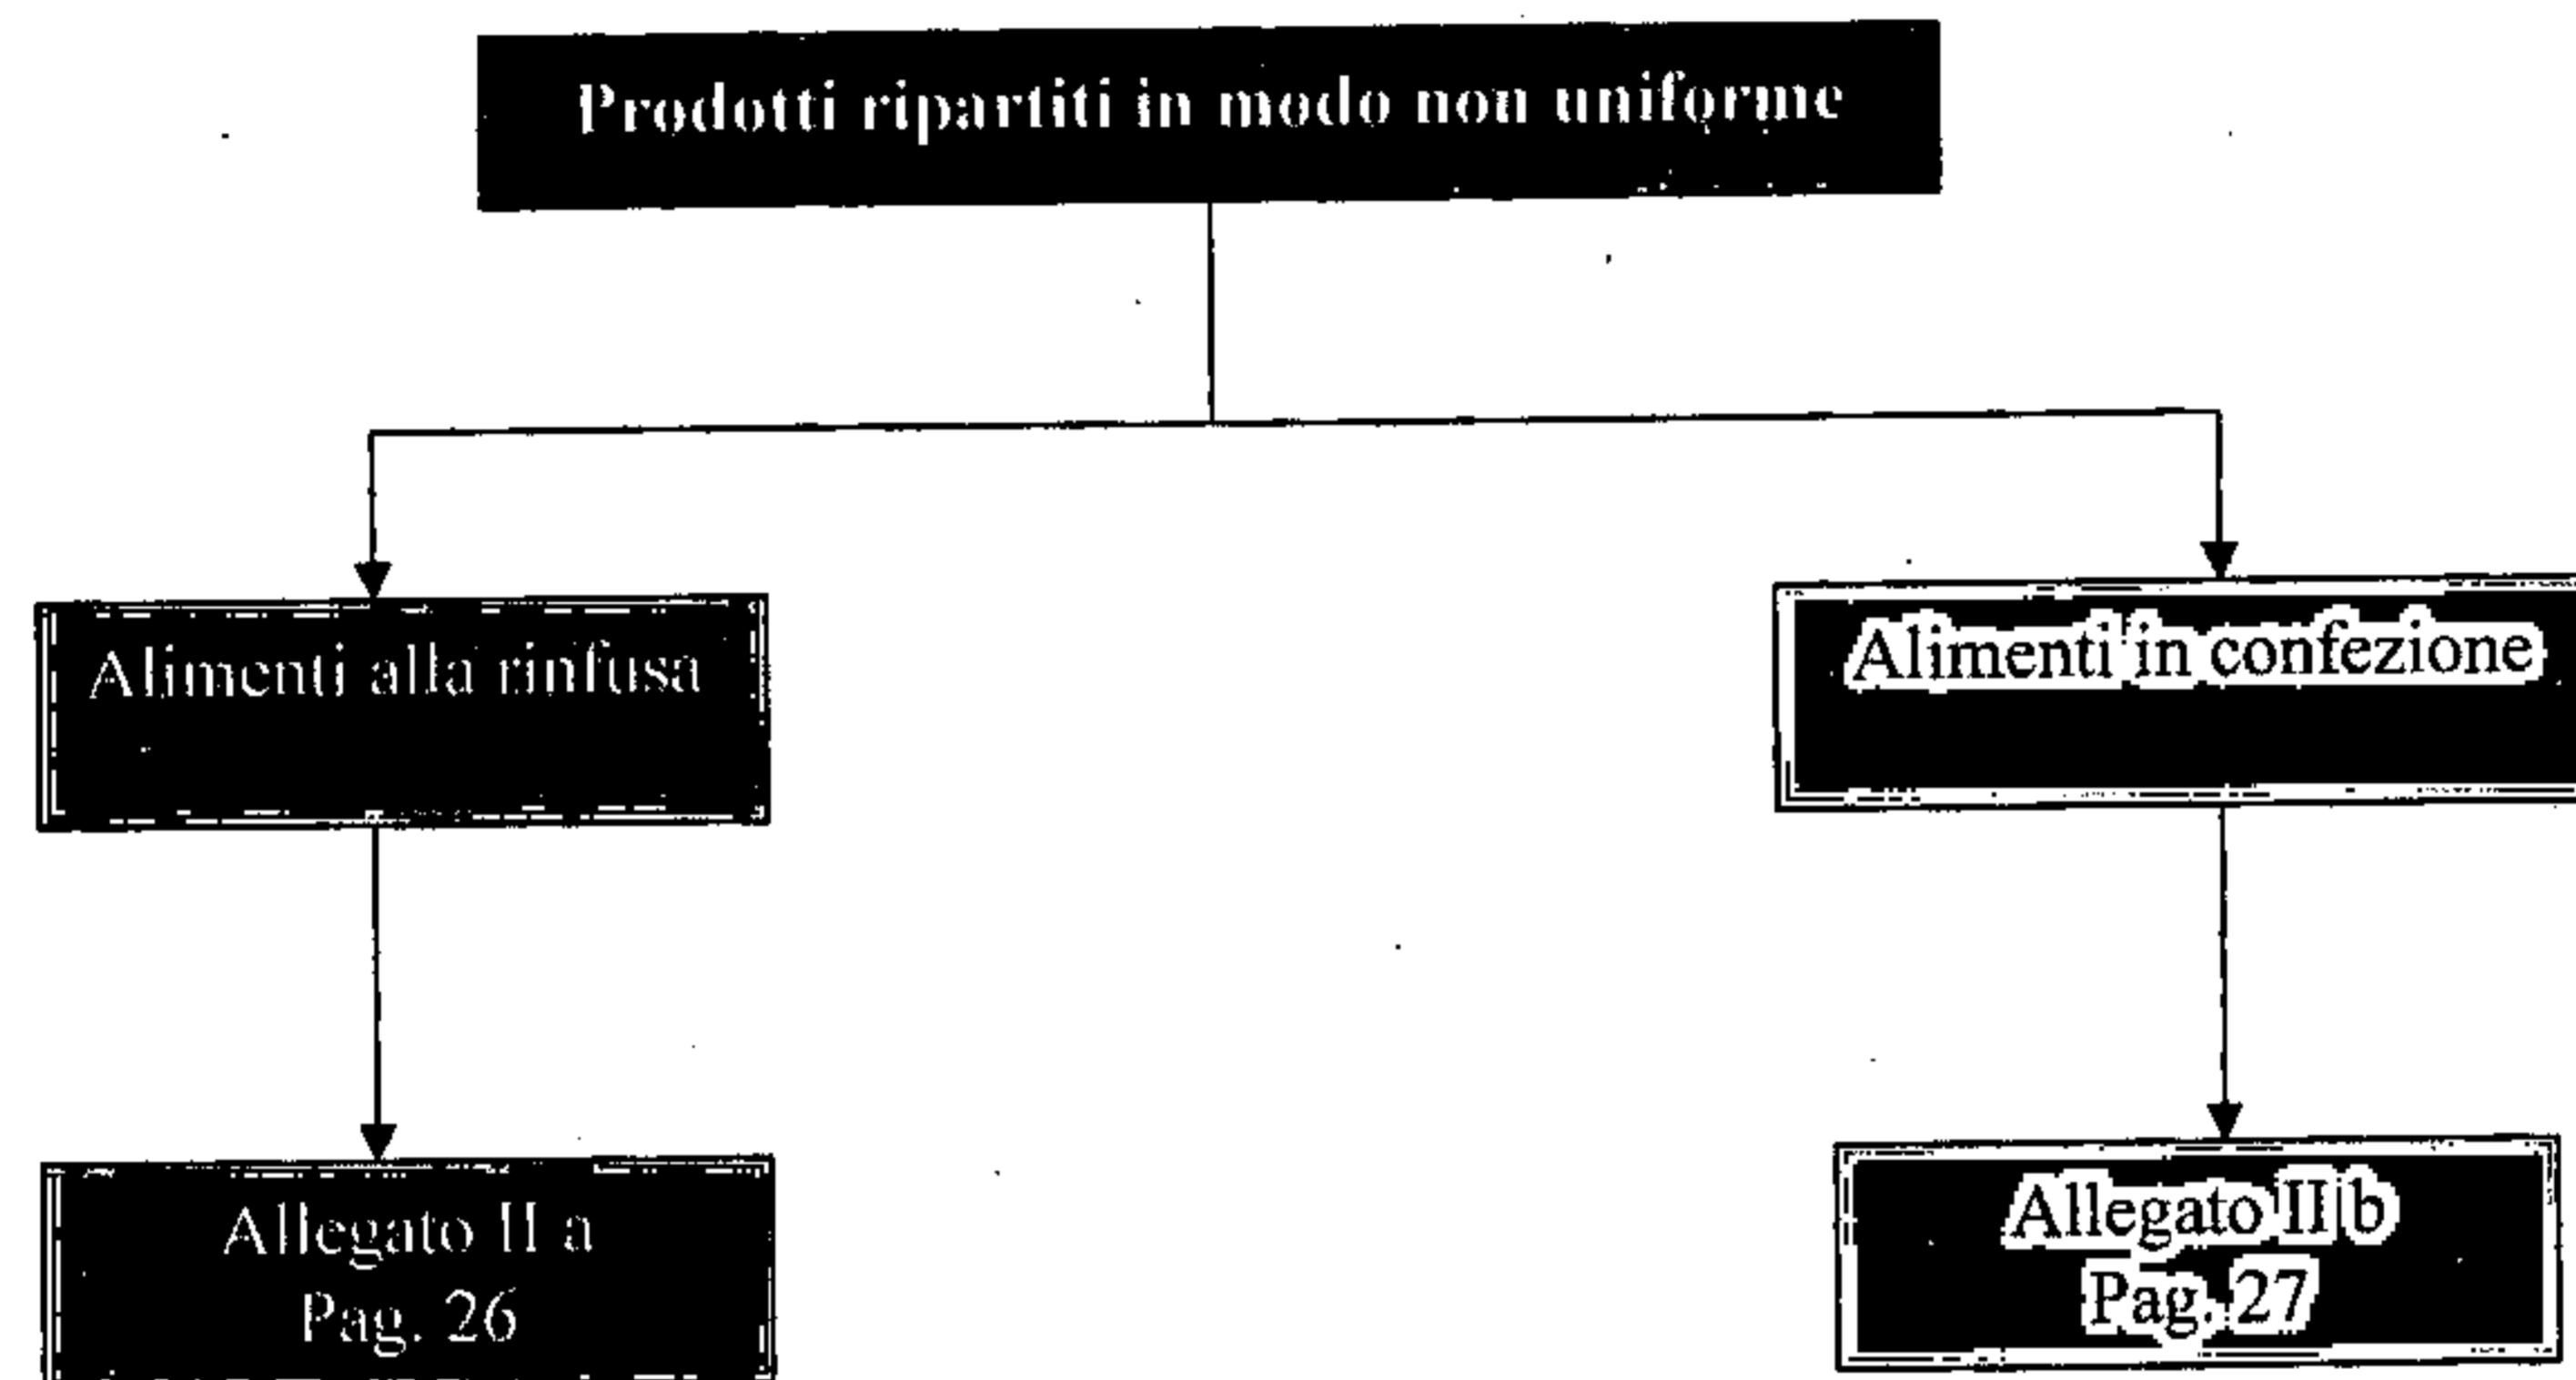 Prodotti ripartiti in modo non uniforme
Alimenti alla rinfusa
Alimenti in confezione
Allegato II a
Pag. 26
Allegato II b
Pag. 27